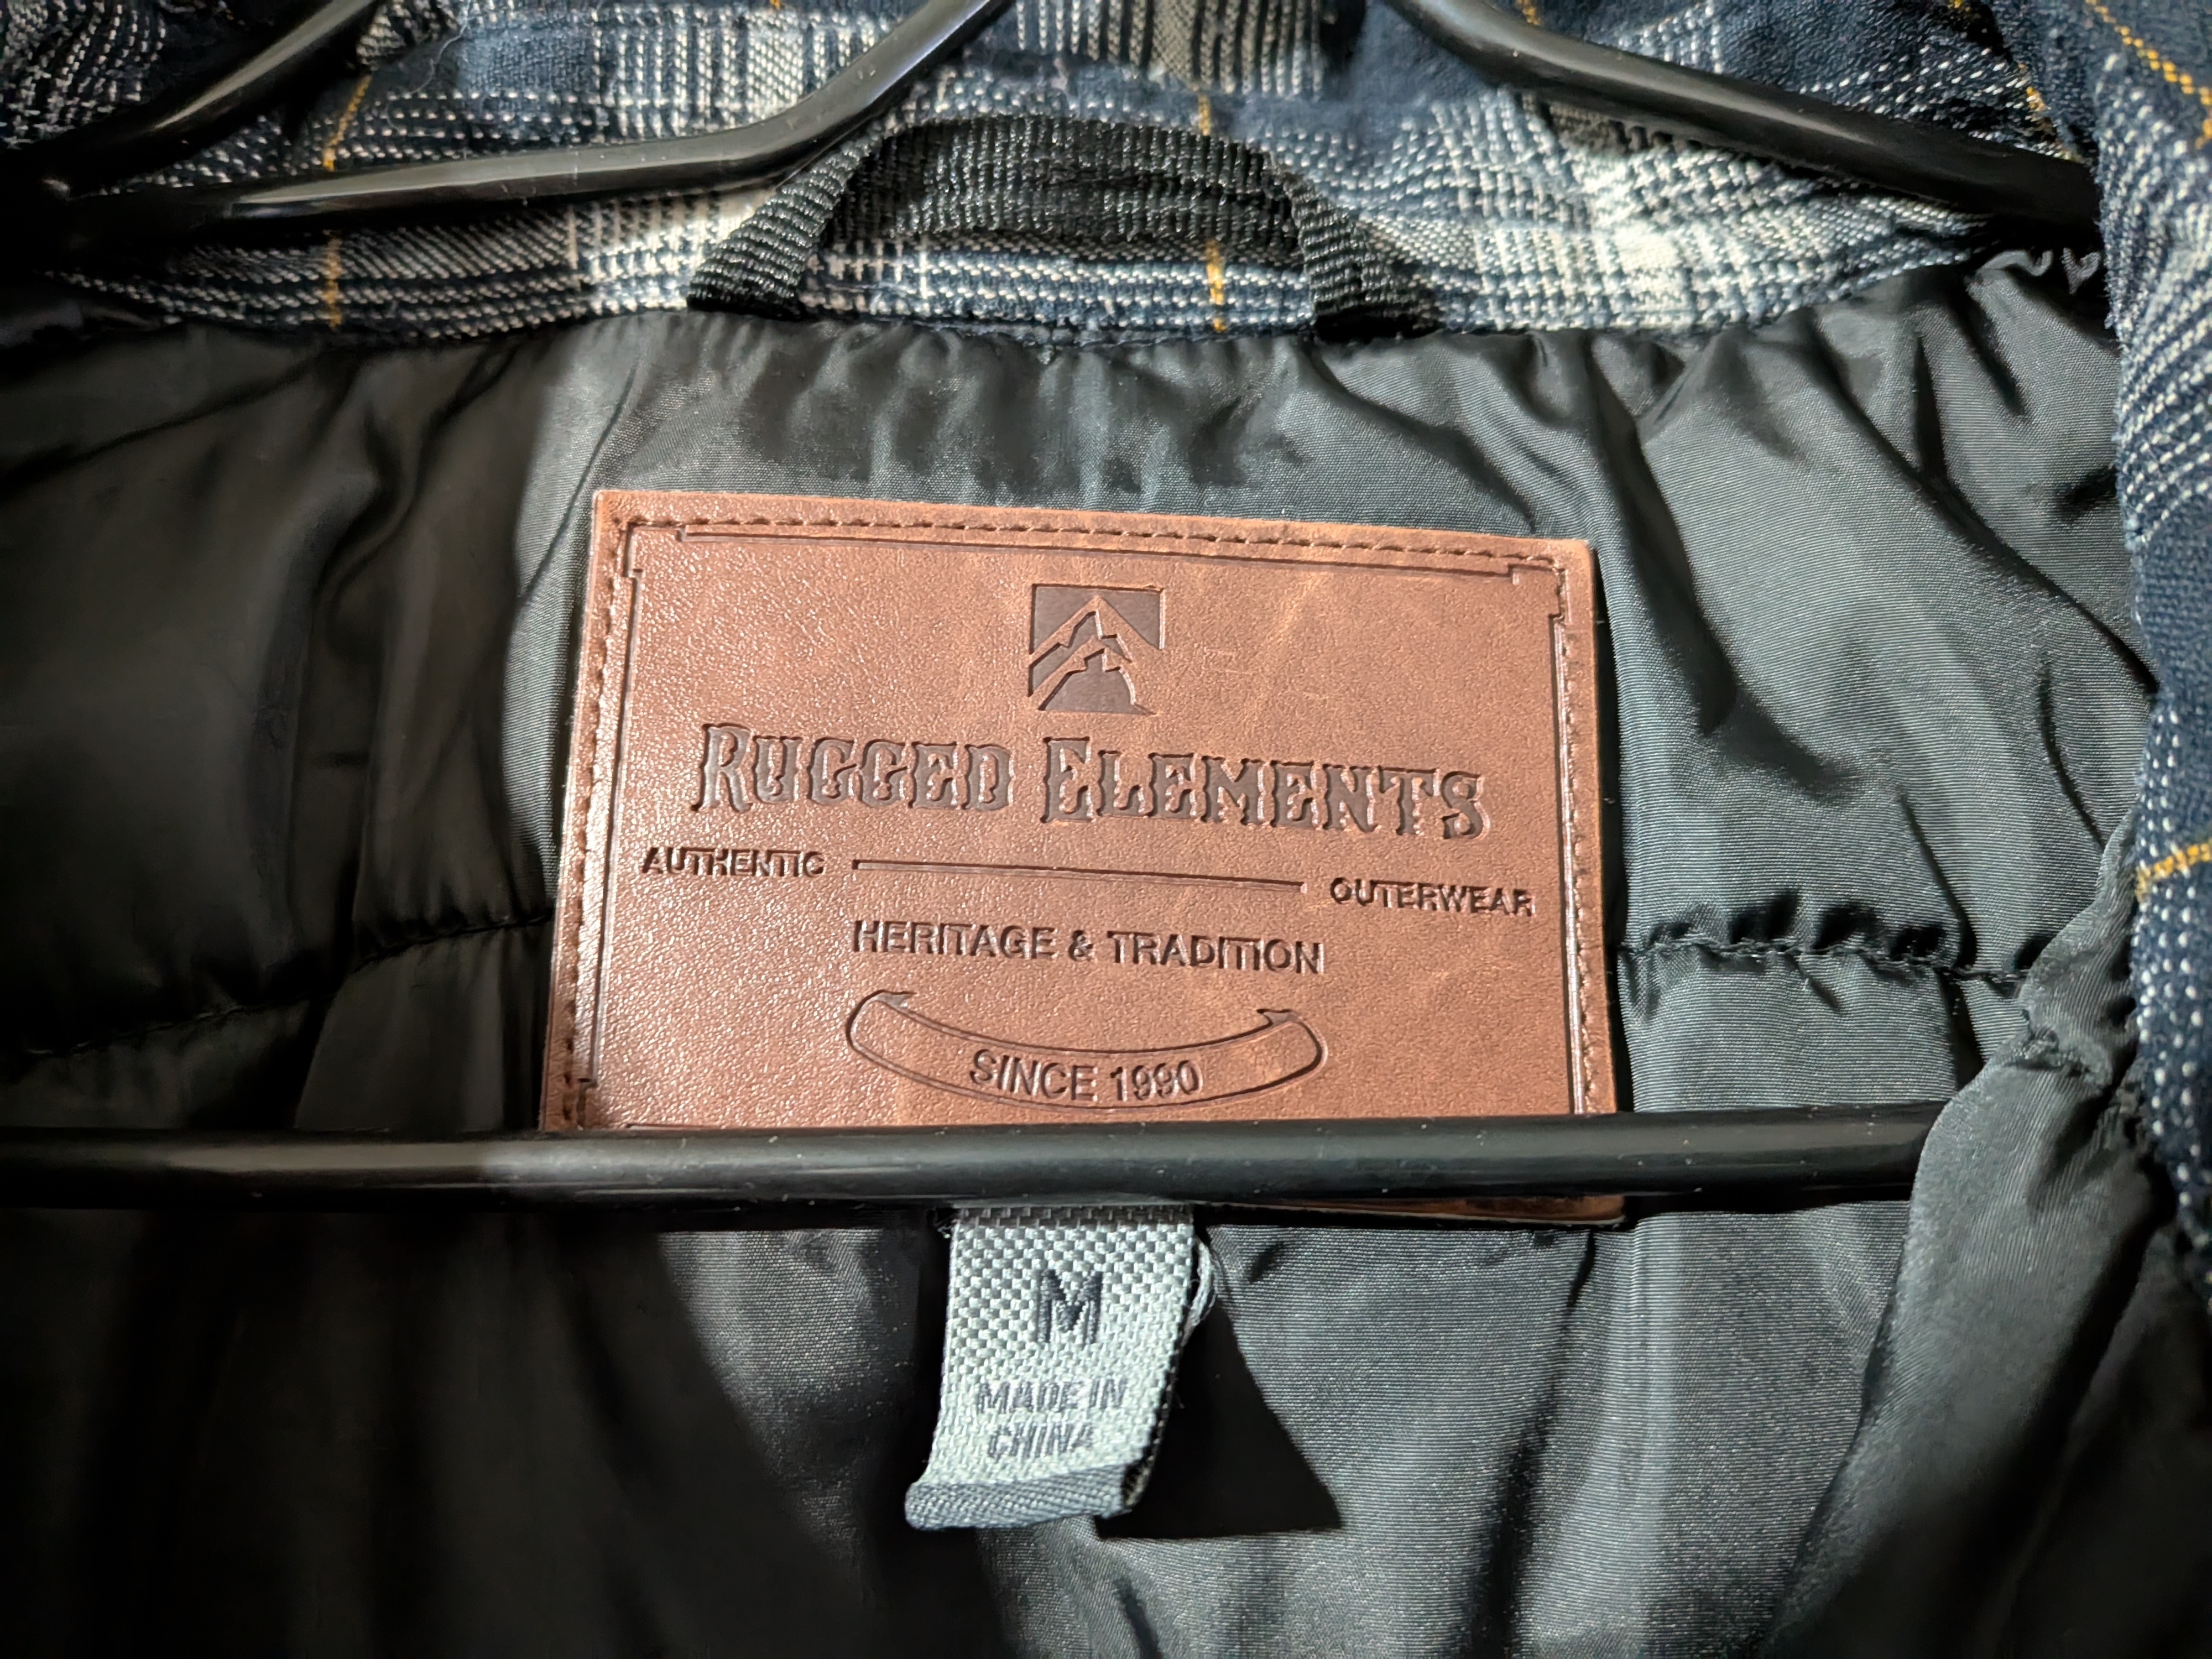 RUGGED ELEMENTS
AUTHENTIC OUTERWEAR
HERITAGE & TRADITION
SINCE 1990
M
MADE IN
CHINA